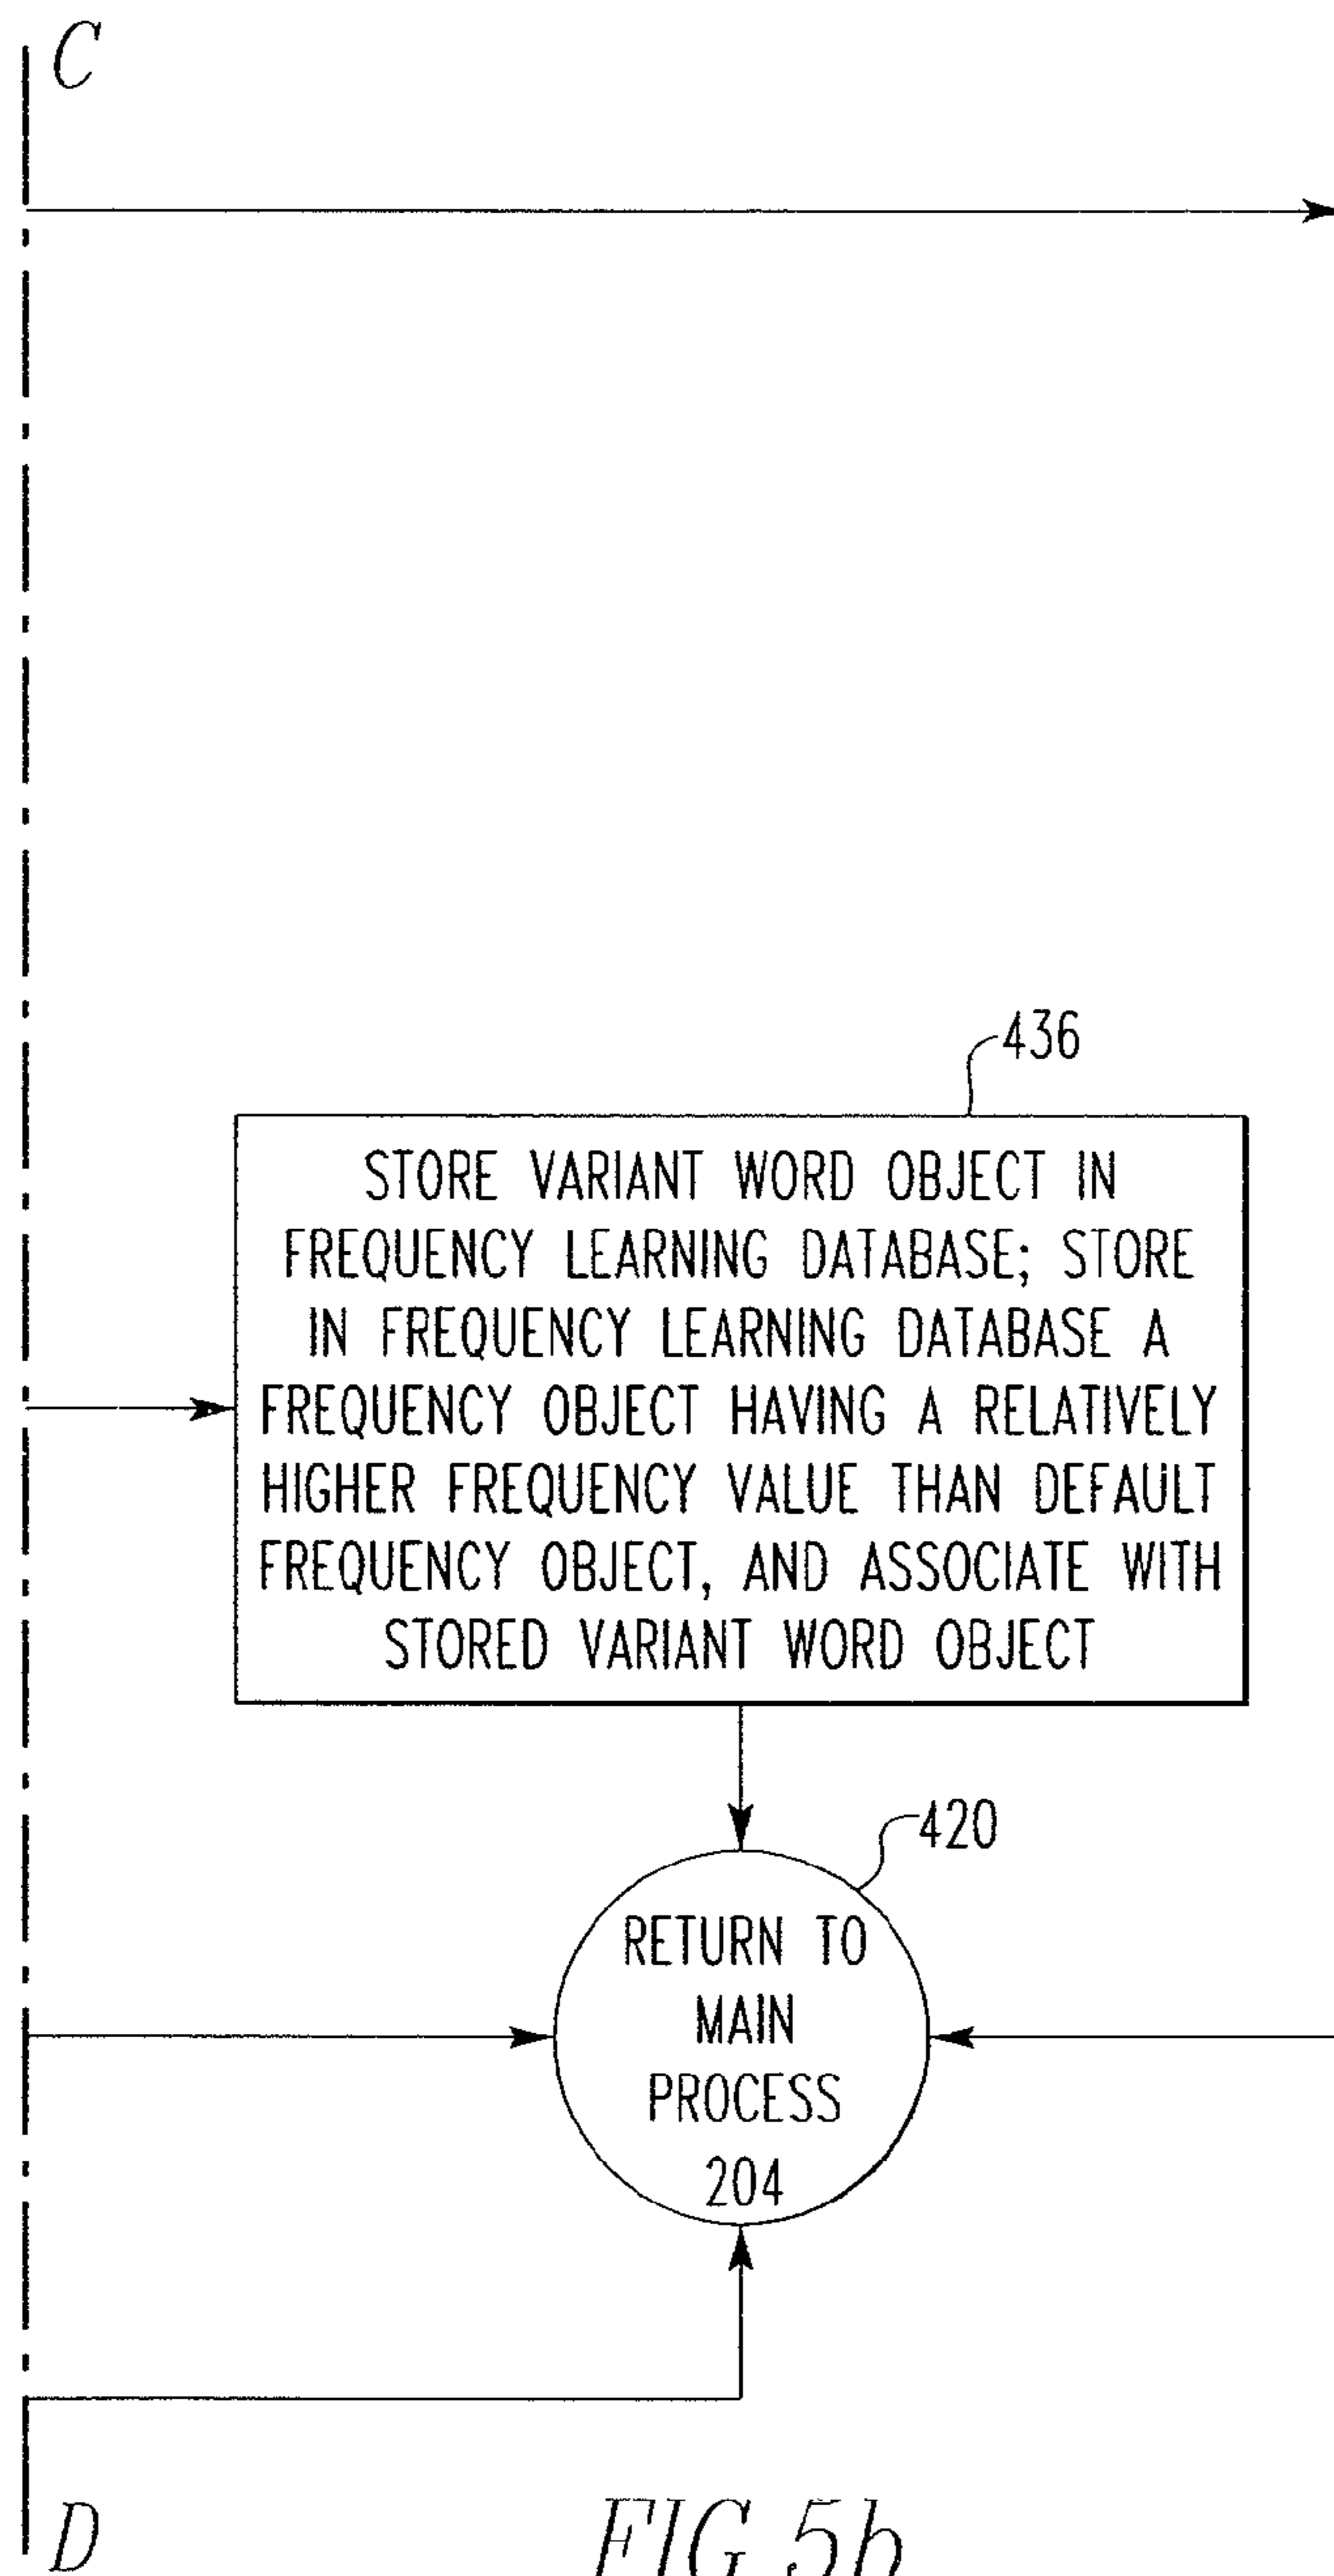 C
436
STORE VARIANT WORD OBJECT IN
FREQUENCY LEARNING DATABASE; STORE
IN FREQUENCY LEARNING DATABASE A
FREQUENCY OBJECT HAVING A RELATIVELY
HIGHER FREQUENCY VALUE THAN DEFAULT
FREQUENCY OBJECT, AND ASSOCIATE WITH
STORED VARIANT WORD OBJECT
420
RETURN TO
MAIN
PROCESS
204
D
FIG 5b